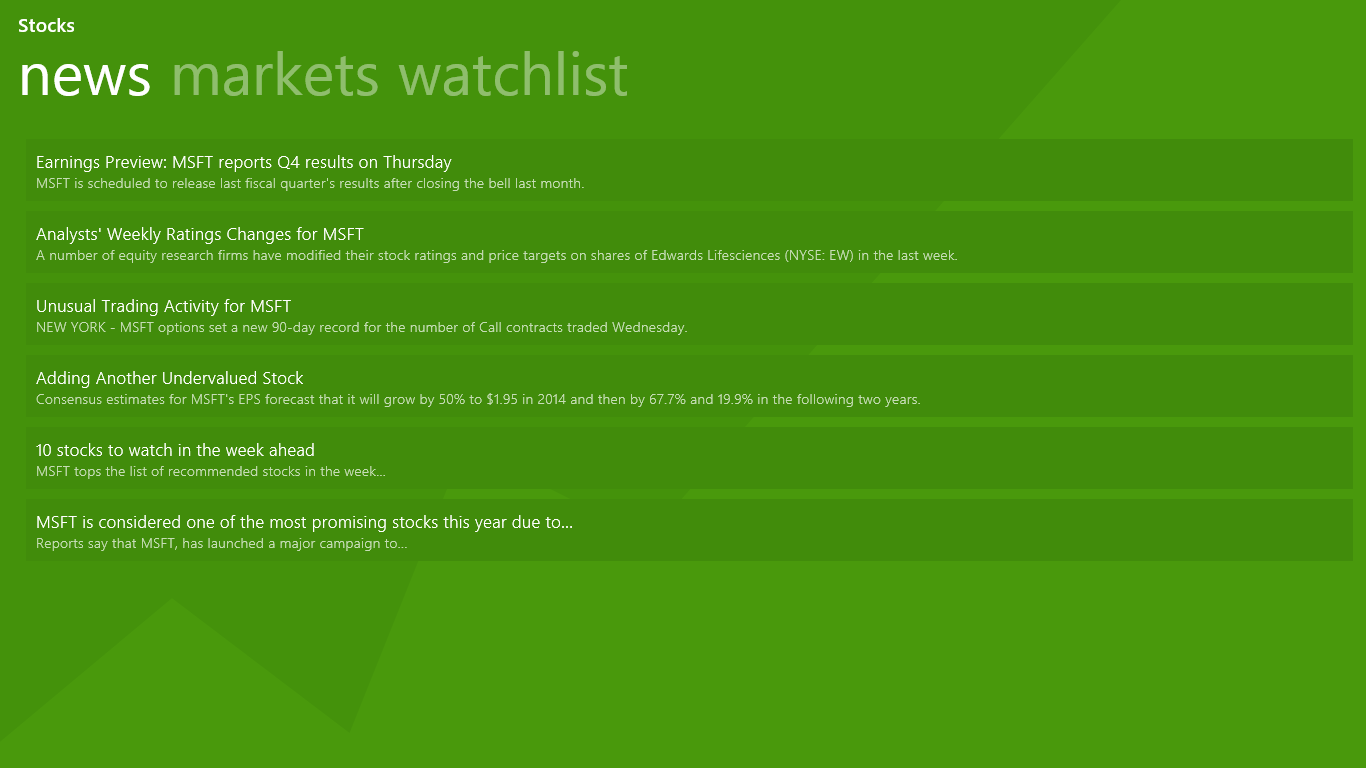 Stocks
news markets watchlist
Earnings Preview: MSFT reports Q4 results on Thursday
MSFT is scheduled to release last fiscal quarter's results after closing the bell last month.
Analysts' Weekly Ratings Changes for MSFT
A number of equity research firms have modified their stock ratings and price targets on shares of Edwards Lifesciences (NYSE: EW) in the last week.
Unusual Trading Activity for MSFT
NEW YORK - MSFT options set a new 90-day record for the number of Call contracts traded Wednesday.
Adding Another Undervalued Stock
Consensus estimates for MSFT's EPS forecast that it will grow by 50% to $1.95 in 2014 and then by 67.7% and 19.9% in the following two years.
10 stocks to watch in the week ahead
MSFT tops the list of recommended stocks in the week...
MSFT is considered one of the most promising stocks this year due to...
Reports say that MSFT, has launched a major campaign to...